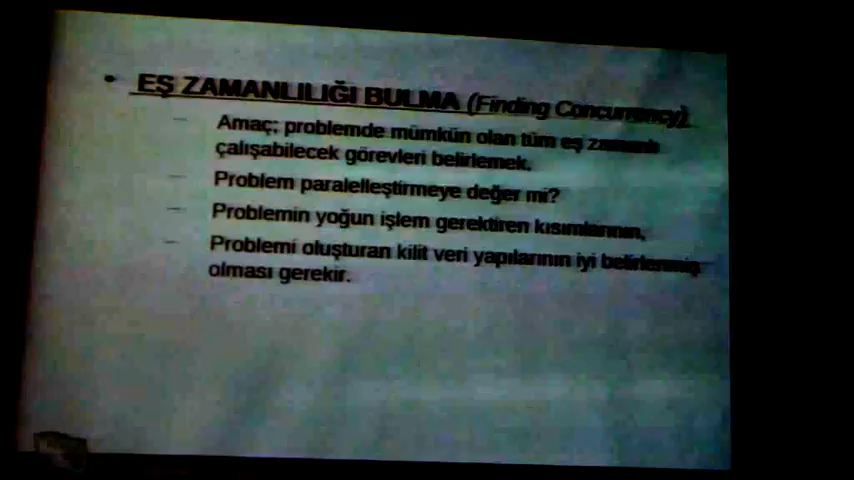 • EŞ ZAMANLILIĞI BULMA (Finding Concurrency)
– Amaç; problemde mümkün olan tüm eş zamanlı
çalışabilecek görevleri belirlemek.
– Problem paralelleştirmeye değer mi?
– Problemin yoğun işlem gerektiren kısımlarının,
– Problemi oluşturan kilit veri yapılarının iyi belirlenmiş
olması gerekir.